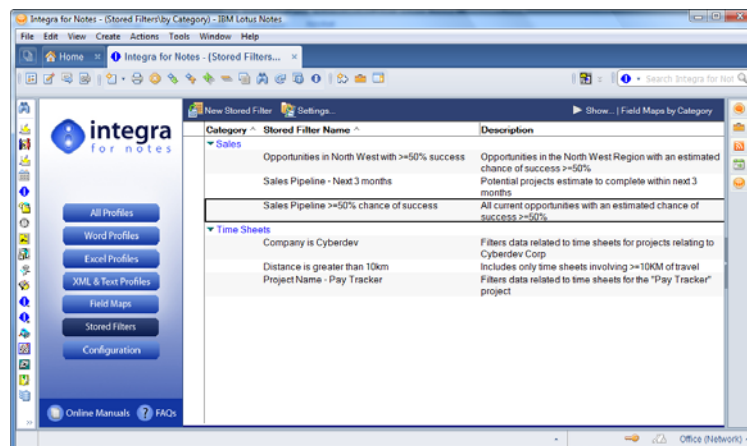 Integra for Notes - (Stored Filters\by Category) - IBM Lotus Notes
File Edit View Create Actions Tools Window Help
Home Integra for Notes - (Stored Filters...
Search Integra for Not
New Stored Filter Settings... Show... | Field Maps by Category
integra
for notes
Category Stored Filter Name Description
Sales
Opportunities in North West with >=50% success Opportunities in the North West Region with an estimated
chance of success >=50%
Sales Pipeline - Next 3 months Potential projects estimate to complete within next 3
months
Sales Pipeline >=50% chance of success All current opportunities with an estimated chance of
success >=50%
Time Sheets
Company is Cyberdev Filters data related to time sheets for projects relating to
Cyberdev Corp
Distance is greater than 10km Includes only time sheets involving >=10KM of travel
Project Name - Pay Tracker Filters data related to time sheets for the "Pay Tracker"
project
All Profiles
Word Profiles
Excel Profiles
XML & Text Profiles
Field Maps
Stored Filters
Configuration
Online Manuals FAQs
Office (Network)